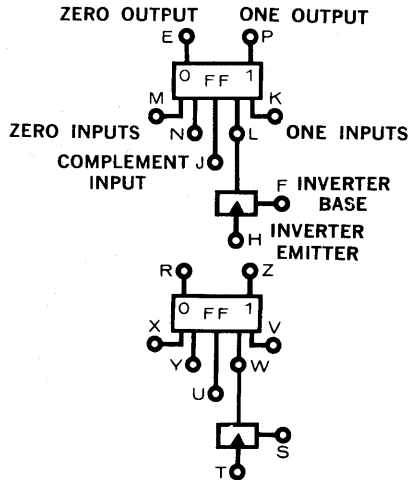 ZERO OUTPUT ONE OUTPUT
E P
0 FF 1
M K
ZERO INPUTS N L ONE INPUTS
COMPLEMENT J
INPUT
F INVERTER
BASE
H INVERTER
EMITTER
R Z
0 FF 1
X V
Y W
U
S
T